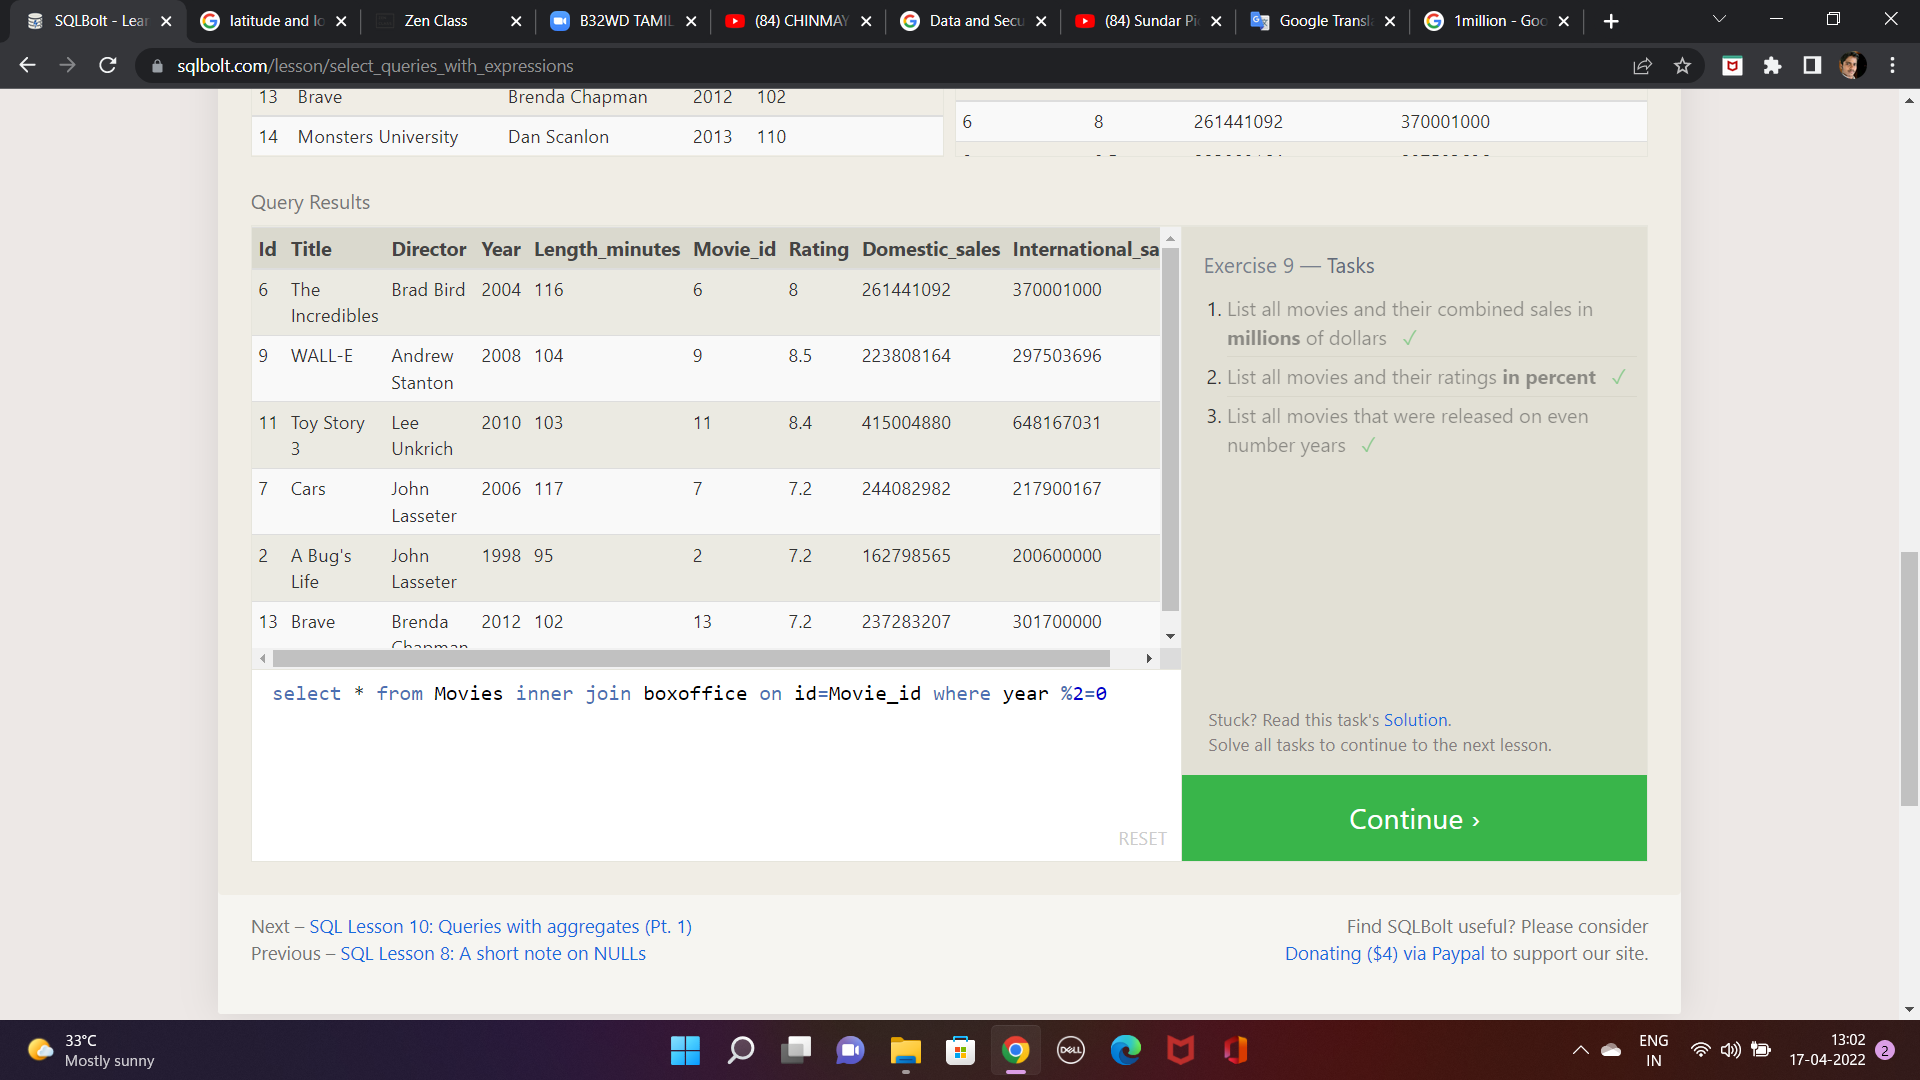 SQLBolt - Lear
latitude and lo
Zen Class
B32WD TAMIL
(84) CHINMAY
Data and Secu
(84) Sundar Pi
Google Transl
1million - Goo
sqlbolt.com/lesson/select_queries_with_expressions
13 Brave Brenda Chapman 2012 102
14 Monsters University Dan Scanlon 2013 110
6 8 261441092 370001000
Query Results
Id Title Director Year Length_minutes Movie_id Rating Domestic_sales International_sa
6 The Incredibles Brad Bird 2004 116 6 8 261441092 370001000
9 WALL-E Andrew Stanton 2008 104 9 8.5 223808164 297503696
11 Toy Story 3 Lee Unkrich 2010 103 11 8.4 415004880 648167031
7 Cars John Lasseter 2006 117 7 7.2 244082982 217900167
2 A Bug's Life John Lasseter 1998 95 2 7.2 162798565 200600000
13 Brave Brenda Chapman 2012 102 13 7.2 237283207 301700000
select * from Movies inner join boxoffice on id=Movie_id where year %2=0
RESET
Exercise 9 — Tasks
1. List all movies and their combined sales in
millions of dollars ✓
2. List all movies and their ratings in percent ✓
3. List all movies that were released on even
number years ✓
Stuck? Read this task's Solution.
Solve all tasks to continue to the next lesson.
Continue ›
Next – SQL Lesson 10: Queries with aggregates (Pt. 1)
Previous – SQL Lesson 8: A short note on NULLs
Find SQLBolt useful? Please consider
Donating ($4) via Paypal to support our site.
33°C
Mostly sunny
DELL
ENG
IN
13:02
17-04-2022
2